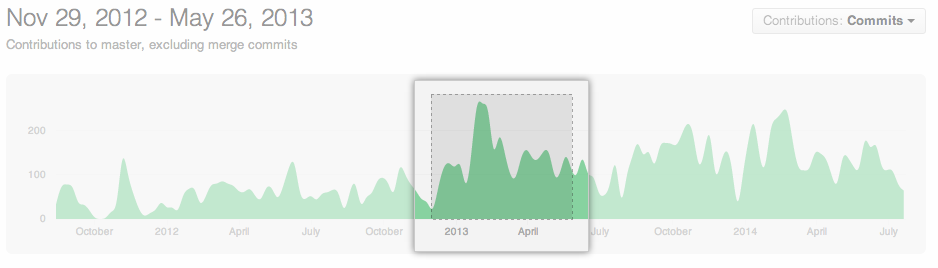 Nov 29, 2012 - May 26, 2013
Contributions: Commits
Contributions to master, excluding merge commits
200
100
0
October 2012 April July October 2013 April July October 2014 April July